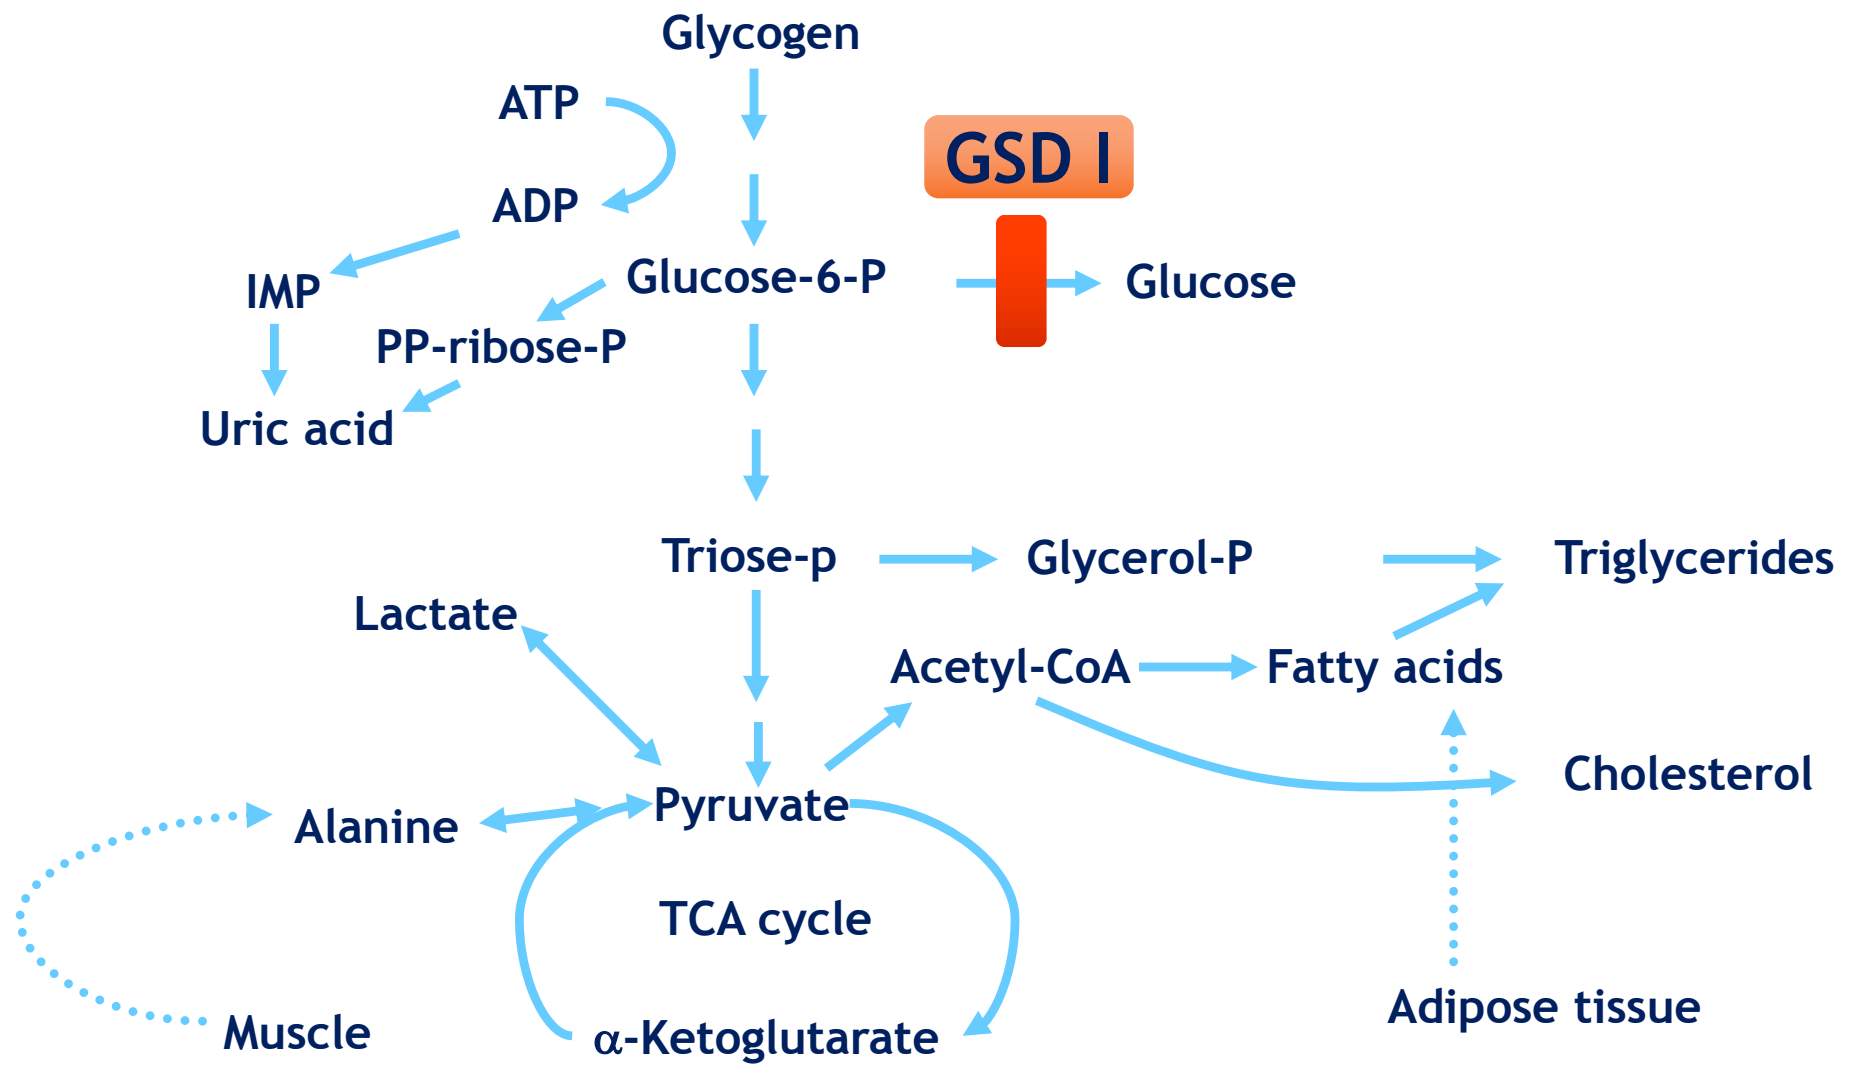 Glycogen
ATP
GSD I
ADP
Glucose-6-P
Glucose
IMP
PP-ribose-P
Uric acid
Triose-p
Glycerol-P
Triglycerides
Lactate
Acetyl-CoA
Fatty acids
Cholesterol
Pyruvate
Alanine
TCA cycle
Adipose tissue
Muscle
α-Ketoglutarate